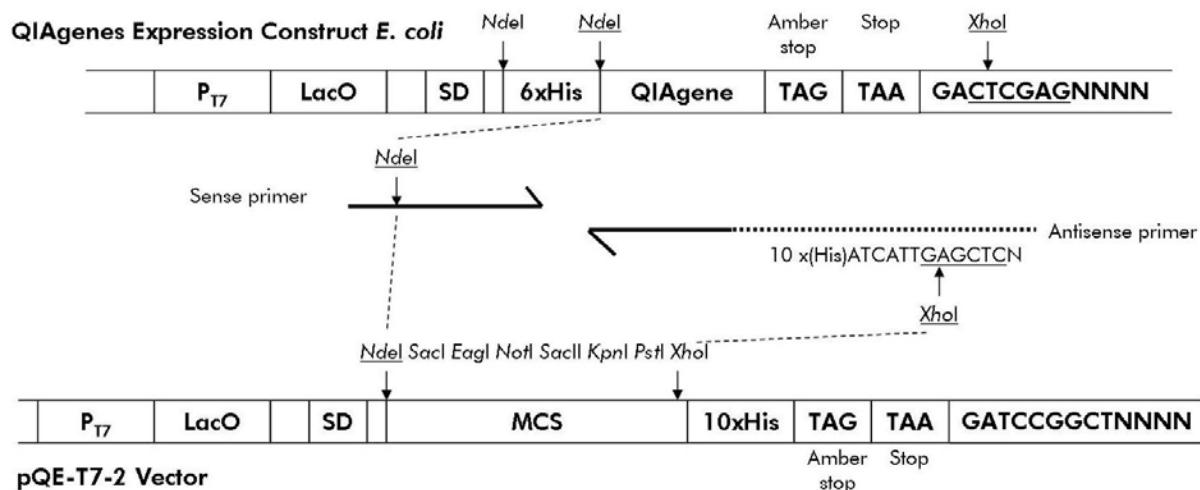 QIAgenes Expression Construct E. coli
NdeI NdeI Amber stop Stop XhoI
P_T7 LacO SD 6xHis QIAgene TAG TAA GACTCGAGNNNN
NdeI
Sense primer
Antisense primer
10 x(His)ATCATTGAGCTCN
XhoI
NdeI SacI EagI NotI SacII KpnI PstI XhoI
P_T7 LacO SD MCS 10xHis TAG TAA GATCCGGCTNNNN
Amber stop Stop
pQE-T7-2 Vector